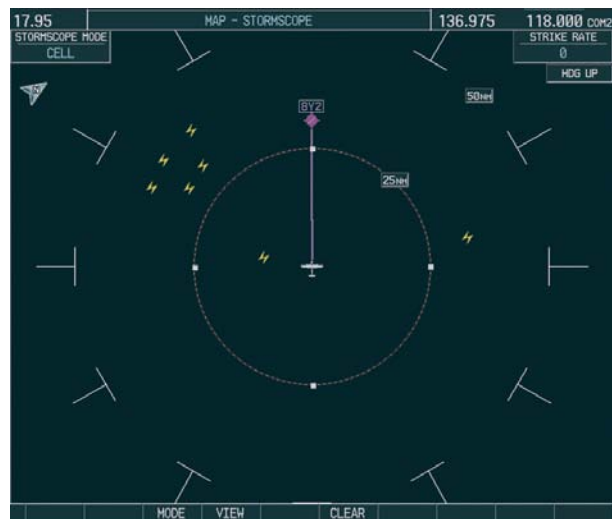 17.95 MAP - STORMSCOPE 136.975 118.000 COM2
STORMSCOPE MODE
CELL
STRIKE RATE
0
HDG UP
N
50NM
8Y2
25NM
MODE VIEW CLEAR